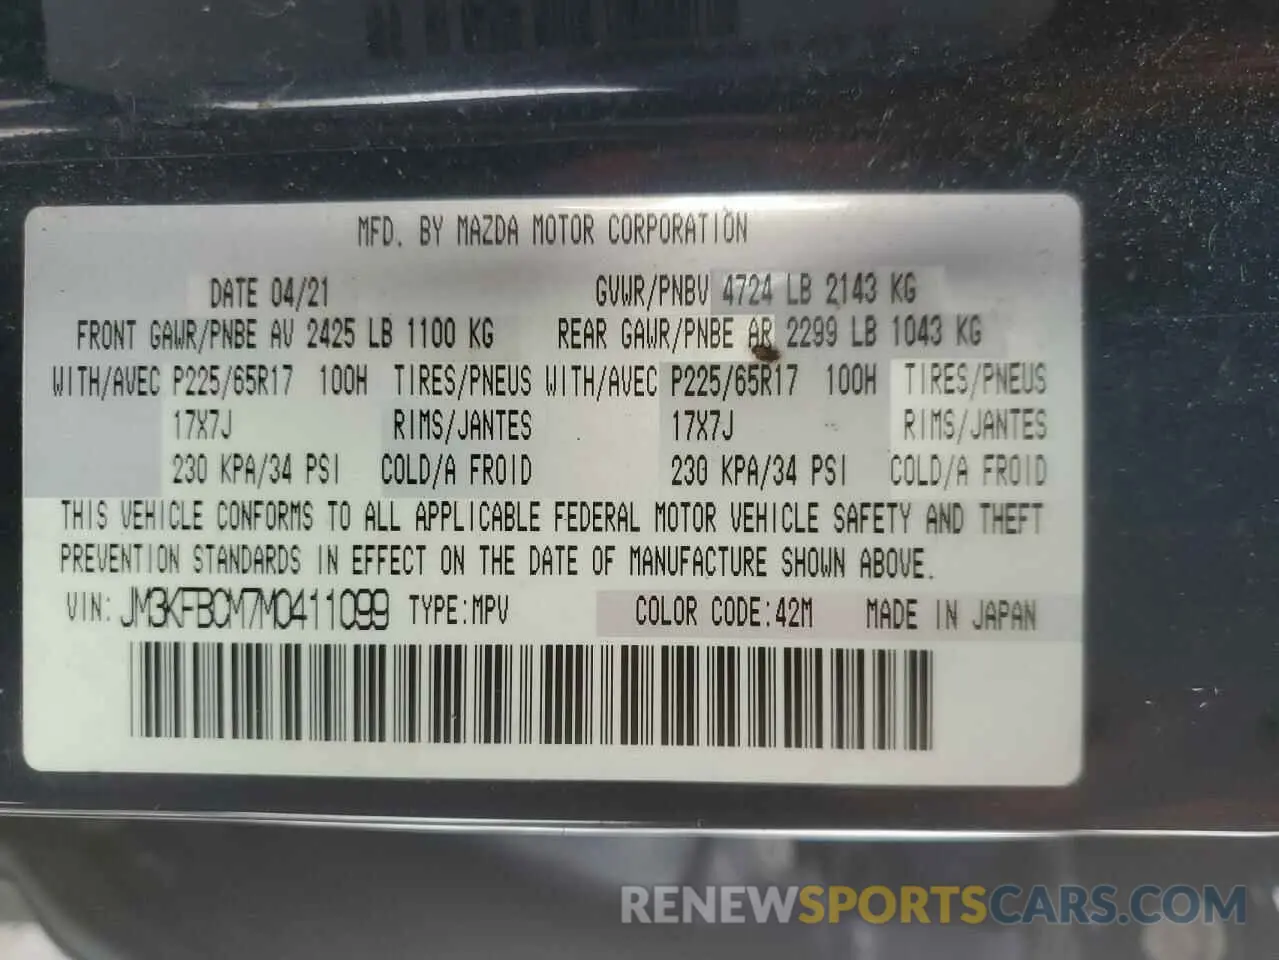 MFD. BY MAZDA MOTOR CORPORATION
DATE 04/21 GVWR/PNBV 4724 LB 2143 KG
FRONT GAWR/PNBE AV 2425 LB 1100 KG REAR GAWR/PNBE AR 2299 LB 1043 KG
WITH/AVEC P225/65R17 100H TIRES/PNEUS WITH/AVEC P225/65R17 100H TIRES/PNEUS
17X7J RIMS/JANTES 17X7J RIMS/JANTES
230 KPA/34 PSI COLD/A FROID 230 KPA/34 PSI COLD/A FROID
THIS VEHICLE CONFORMS TO ALL APPLICABLE FEDERAL MOTOR VEHICLE SAFETY AND THEFT
PREVENTION STANDARDS IN EFFECT ON THE DATE OF MANUFACTURE SHOWN ABOVE.
VIN: JM3KFBCM7M0411099 TYPE:MPV COLOR CODE:42M MADE IN JAPAN
RENEWSPORTSCARS.COM